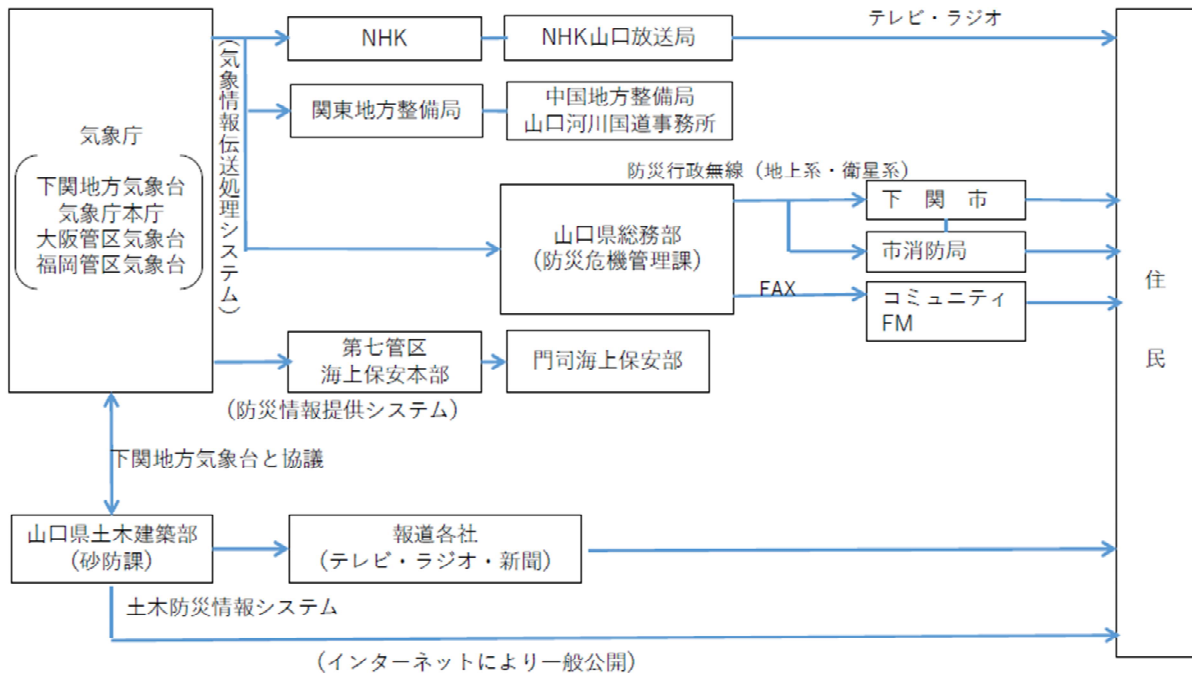 気象庁
下関地方気象台
気象庁本庁
大阪管区気象台
福岡管区気象台
(気象情報伝送処理システム)
NHK
NHK山口放送局
テレビ・ラジオ
関東地方整備局
中国地方整備局
山口河川国道事務所
防災行政無線（地上系・衛星系）
山口県総務部
(防災危機管理課)
下　関　市
市消防局
FAX
コミュニティ
FM
第七管区
海上保安本部
門司海上保安部
(防災情報提供システム)
下関地方気象台と協議
山口県土木建築部
(砂防課)
報道各社
(テレビ・ラジオ・新聞)
土木防災情報システム
(インターネットにより一般公開)
住
民